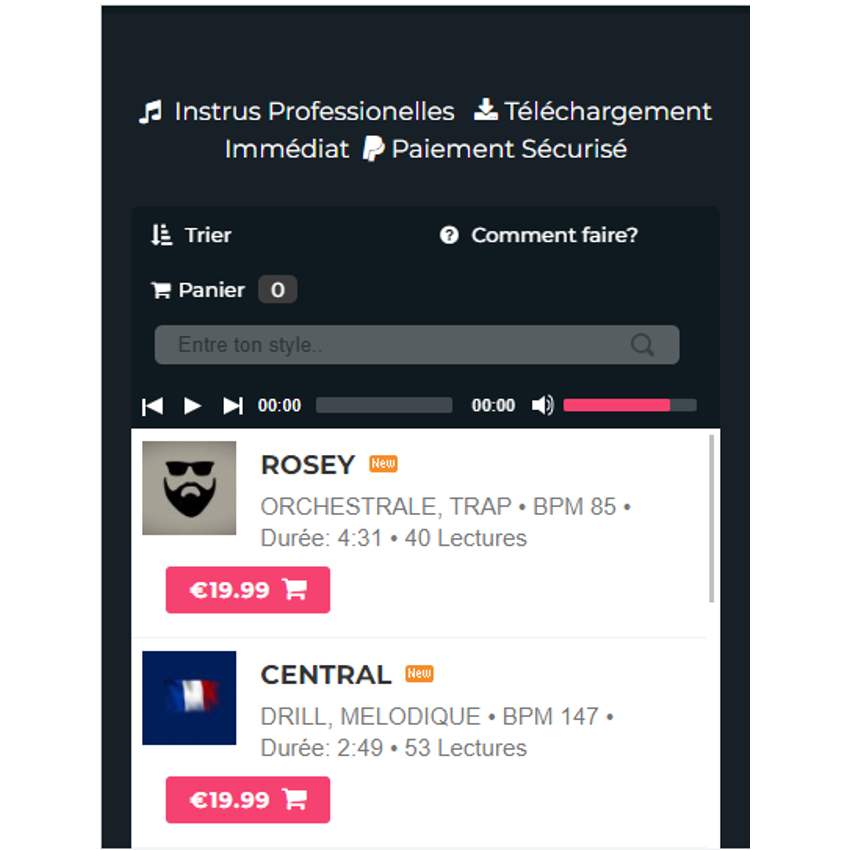 Instrus Professionelles Téléchargement
Immédiat Paiement Sécurisé
Trier Comment faire?
Panier 0
Entre ton style..
00:00 00:00
ROSEY New
ORCHESTRALE, TRAP • BPM 85 •
Durée: 4:31 • 40 Lectures
€19.99
CENTRAL New
DRILL, MELODIQUE • BPM 147 •
Durée: 2:49 • 53 Lectures
€19.99